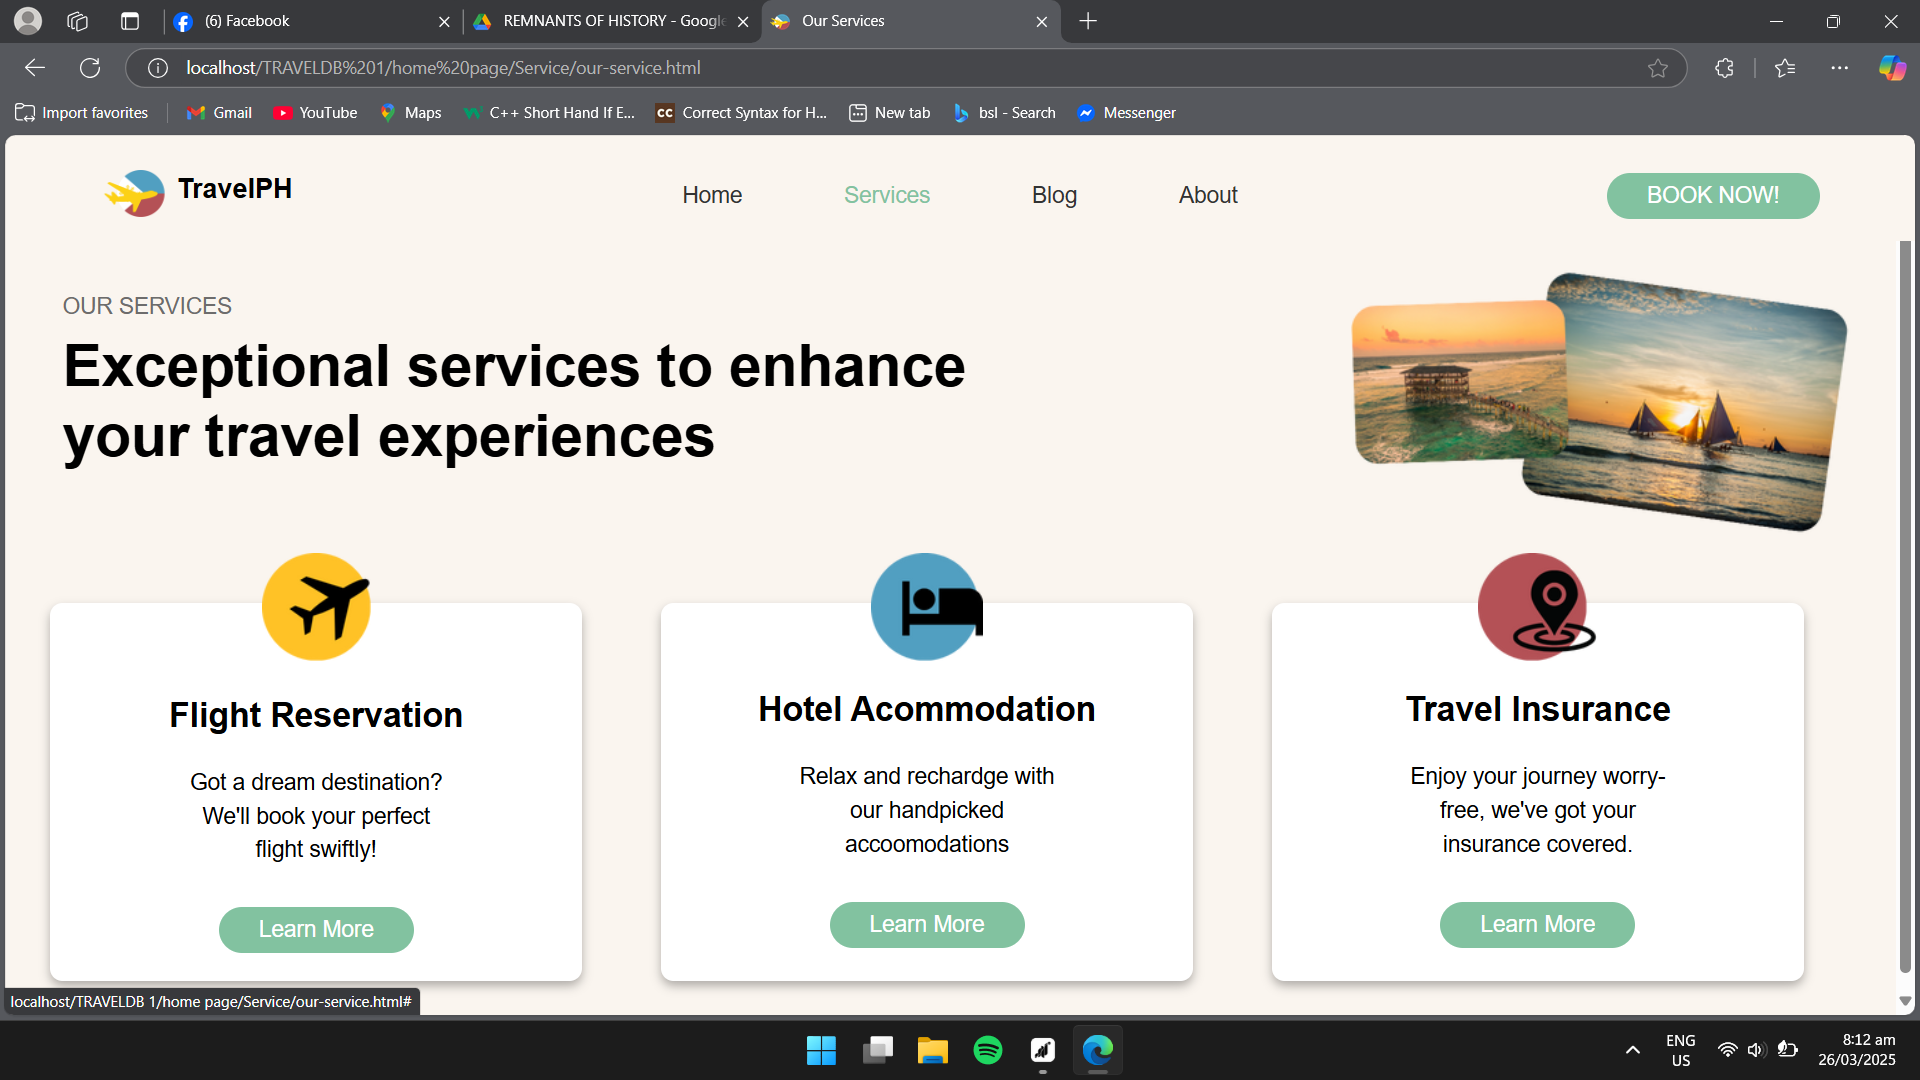 (6) Facebook
REMNANTS OF HISTORY - Google
Our Services
localhost/TRAVELDB%201/home%20page/Service/our-service.html
Import favorites
Gmail
YouTube
Maps
C++ Short Hand If E...
CC
Correct Syntax for H...
New tab
bsl - Search
Messenger
TravelPH
Home
Services
Blog
About
BOOK NOW!
OUR SERVICES
Exceptional services to enhance
your travel experiences
Flight Reservation
Got a dream destination?
We'll book your perfect
flight swiftly!
Learn More
Hotel Acommodation
Relax and rechardge with
our handpicked
accoomodations
Learn More
Travel Insurance
Enjoy your journey worry-
free, we've got your
insurance covered.
Learn More
localhost/TRAVELDB 1/home page/Service/our-service.html#
ENG
US
8:12 am
26/03/2025